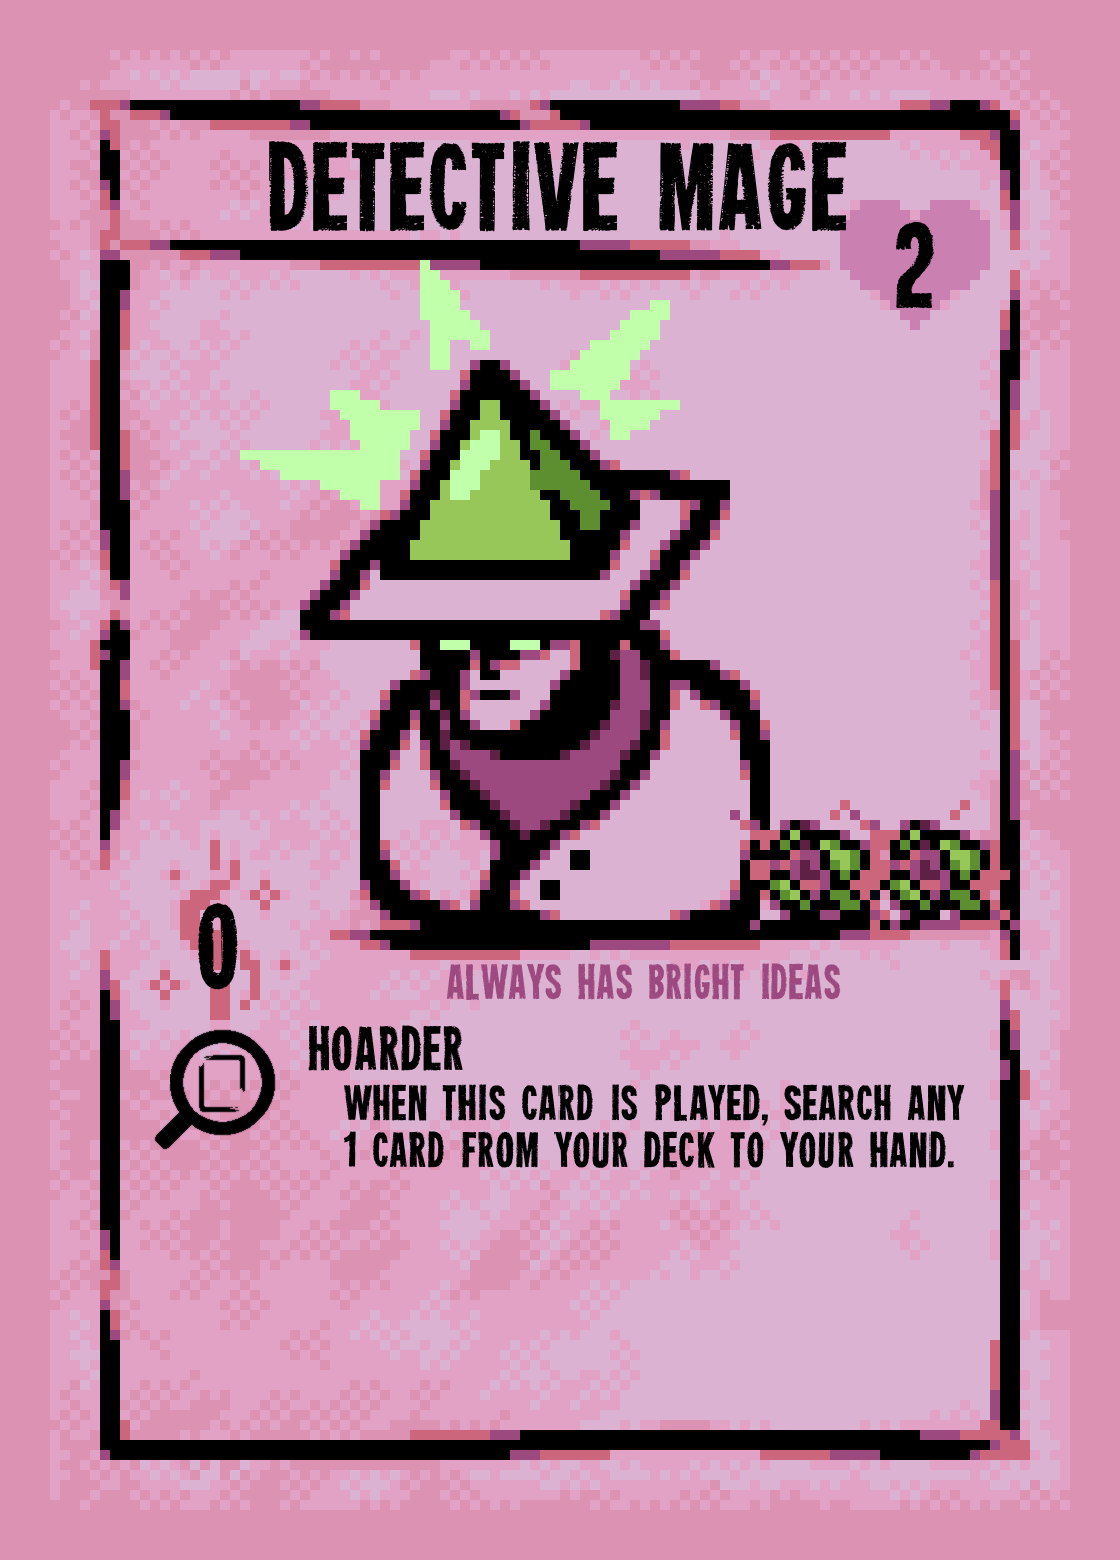 DETECTIVE MAGE
2
0
ALWAYS HAS BRIGHT IDEAS
HOARDER
WHEN THIS CARD IS PLAYED, SEARCH ANY
1 CARD FROM YOUR DECK TO YOUR HAND.